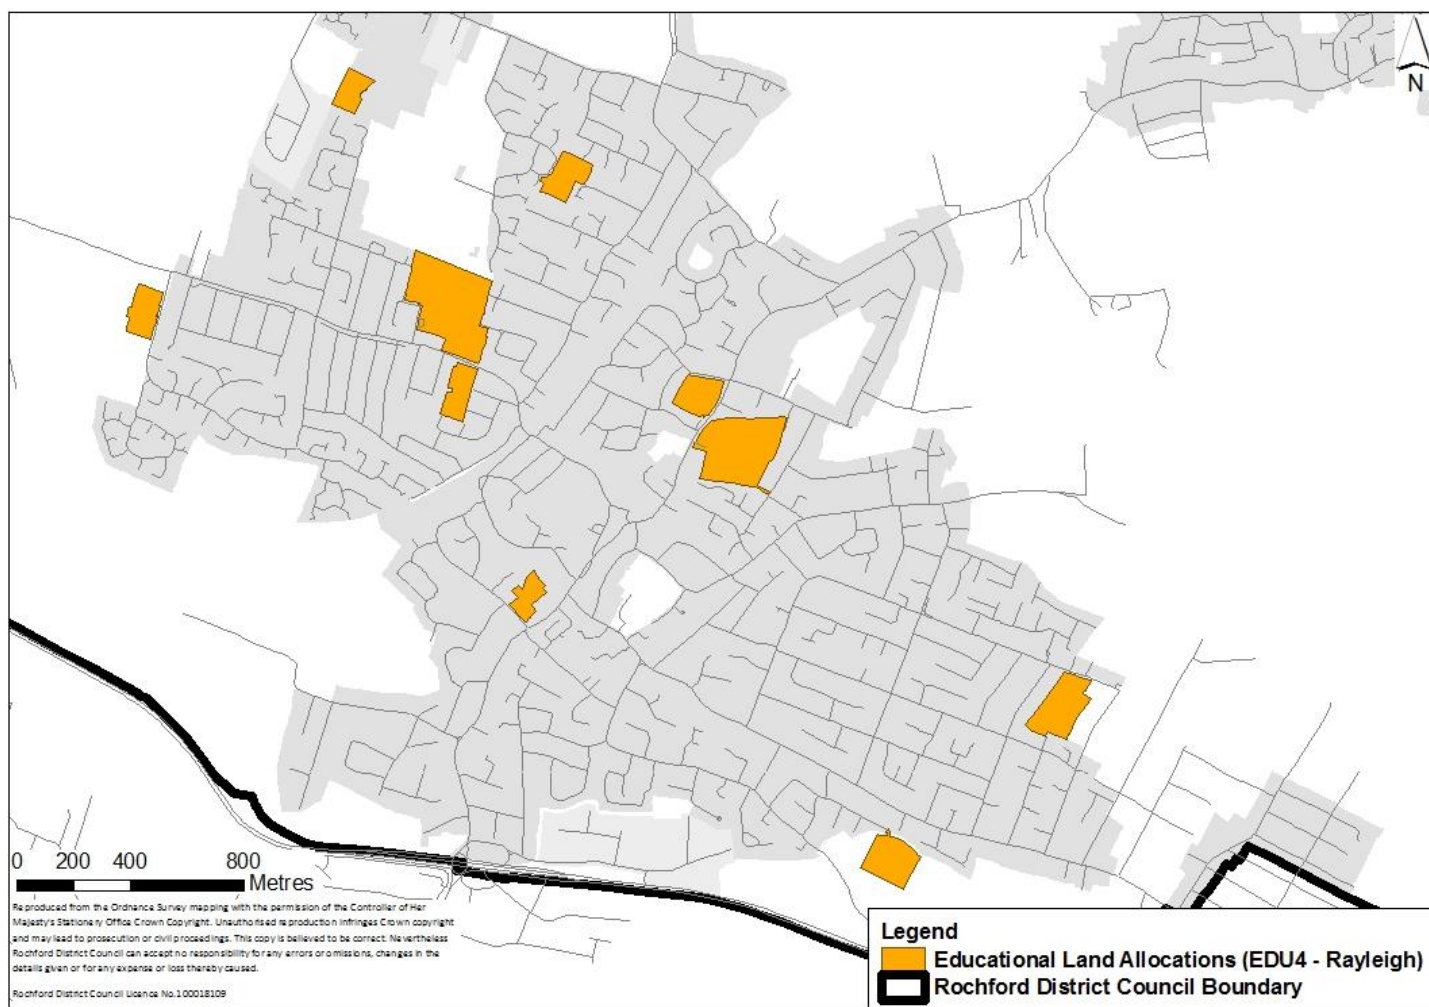 N
0 200 400 800
Metres
Reproduced from the Ordnance Survey mapping with the permission of the Controller of Her
Majesty's Stationery Office Crown Copyright. Unauthorised reproduction infringes Crown copyright
and may lead to prosecution or civil proceedings. This copy is believed to be correct. Nevertheless
Rochford District Council can accept no responsibility for any errors or omissions, changes in the
details given or for any expense or loss thereby caused.
Rochford District Council Licence No.100018109
Legend
Educational Land Allocations (EDU4 - Rayleigh)
Rochford District Council Boundary